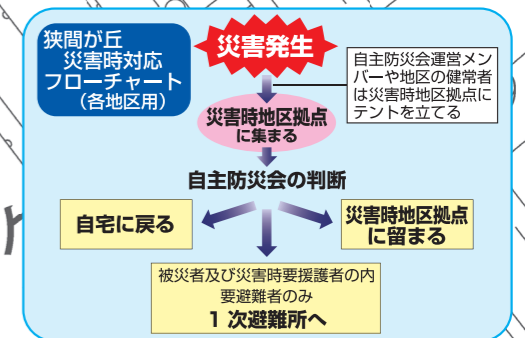 狭間が丘
災害時対応
フローチャート
（各地区用）
災害発生
自主防災会運営メン
バーや地区の健常者
は災害時地区拠点に
テントを立てる
災害時地区拠点
に集まる
自主防災会の判断
自宅に戻る
災害時地区拠点
に留まる
被災者及び災害時要援護者の内
要避難者のみ
1 次避難所へ